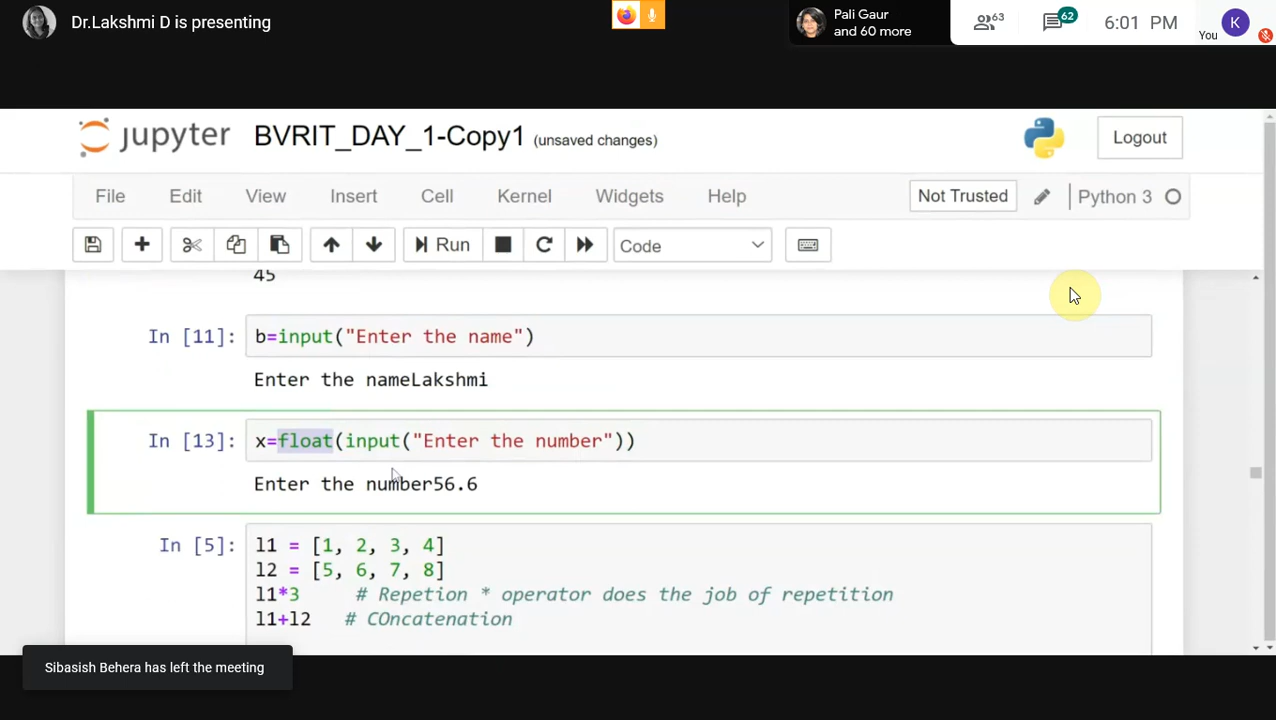 Dr.Lakshmi D is presenting
Pali Gaur
and 60 more
63
62
6:01 PM
You
K
jupyter BVRIT_DAY_1-Copy1 (unsaved changes)
Logout
File Edit View Insert Cell Kernel Widgets Help
Not Trusted
Python 3
Run
Code
45
In [11]: b=input("Enter the name")
Enter the nameLakshmi
In [13]: x=float(input("Enter the number"))
Enter the number56.6
In [5]: l1 = [1, 2, 3, 4]
l2 = [5, 6, 7, 8]
l1*3 # Repetion * operator does the job of repetition
l1+l2 # COncatenation
Sibasish Behera has left the meeting